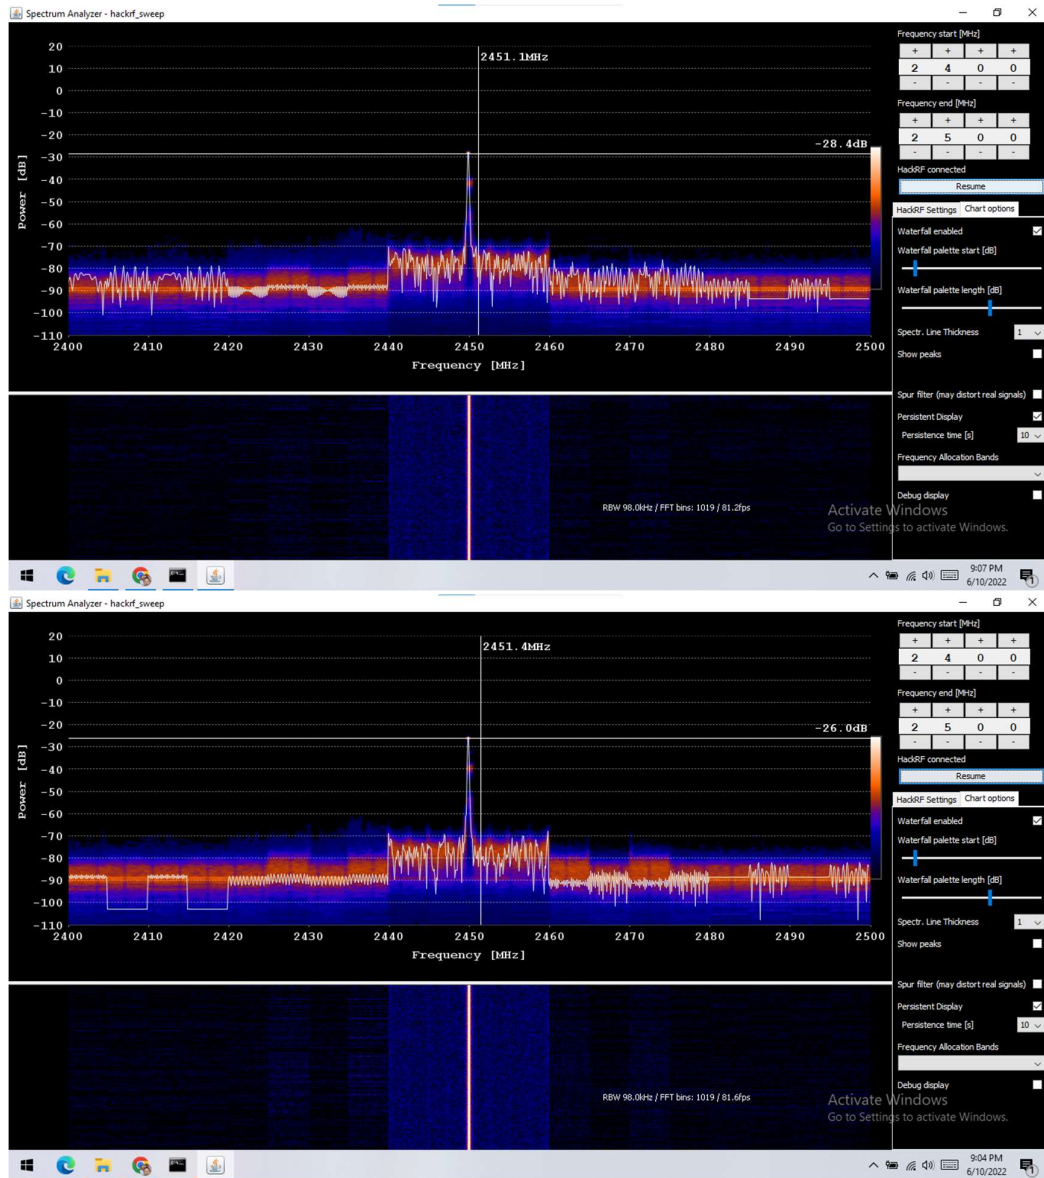 Spectrum Analyzer - hackrf_sweep
Frequency start [MHz]
+ + + +
2 4 0 0
- - - -
Frequency end [MHz]
+ + + +
2 5 0 0
- - - -
HackRF connected
Resume
HackRF Settings Chart options
Waterfall enabled
Waterfall palette start [dB]
Waterfall palette length [dB]
Spectr. Line Thickness 1
Show peaks
Spur filter (may distort real signals)
Persistent Display
Persistence time [s] 10
Frequency Allocation Bands
Debug display
2451.1MHz
-28.4dB
Power [dB]
20
10
0
-10
-20
-30
-40
-50
-60
-70
-80
-90
-100
-110
2400 2410 2420 2430 2440 2450 2460 2470 2480 2490 2500
Frequency [MHz]
RBW 98.0kHz / FFT bins: 1019 / 81.2fps
Activate Windows
Go to Settings to activate Windows.
9:07 PM
6/10/2022
1
Spectrum Analyzer - hackrf_sweep
Frequency start [MHz]
+ + + +
2 4 0 0
- - - -
Frequency end [MHz]
+ + + +
2 5 0 0
- - - -
HackRF connected
Resume
HackRF Settings Chart options
Waterfall enabled
Waterfall palette start [dB]
Waterfall palette length [dB]
Spectr. Line Thickness 1
Show peaks
Spur filter (may distort real signals)
Persistent Display
Persistence time [s] 10
Frequency Allocation Bands
Debug display
2451.4MHz
-26.0dB
Power [dB]
20
10
0
-10
-20
-30
-40
-50
-60
-70
-80
-90
-100
-110
2400 2410 2420 2430 2440 2450 2460 2470 2480 2490 2500
Frequency [MHz]
RBW 98.0kHz / FFT bins: 1019 / 81.6fps
Activate Windows
Go to Settings to activate Windows.
9:04 PM
6/10/2022
1